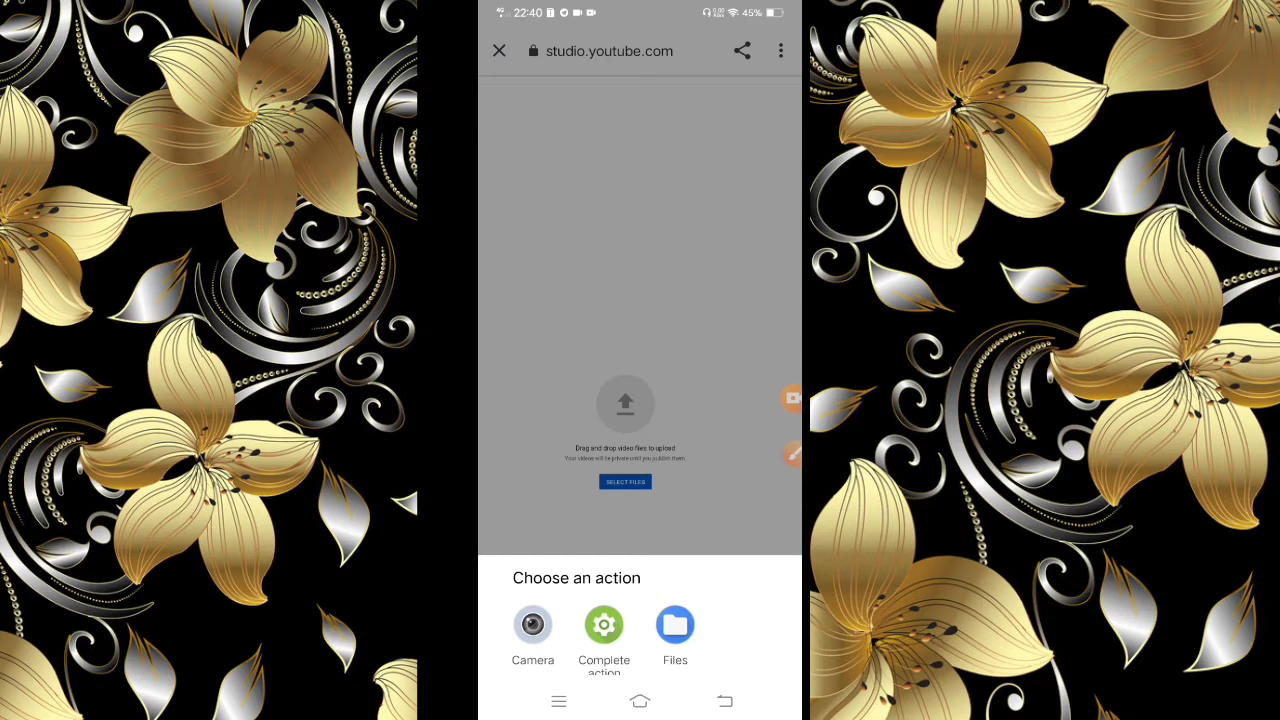 4G 22:40 45%
studio.youtube.com
Drag and drop video files to upload
Your videos will be private until you publish them.
SELECT FILES
Choose an action
Camera
Complete action
Files